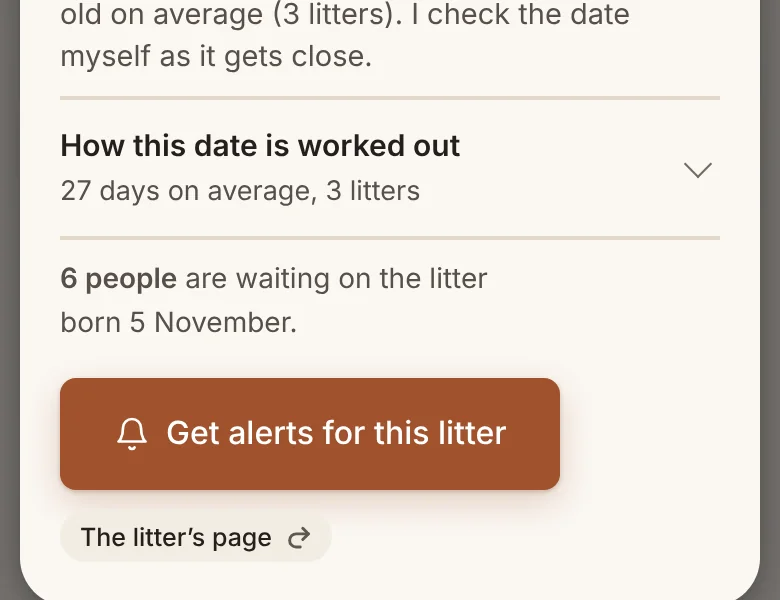 old on average (3 litters). I check the date
myself as it gets close.
How this date is worked out
27 days on average, 3 litters
6 people are waiting on the litter
born 5 November.
Get alerts for this litter
The litter’s page